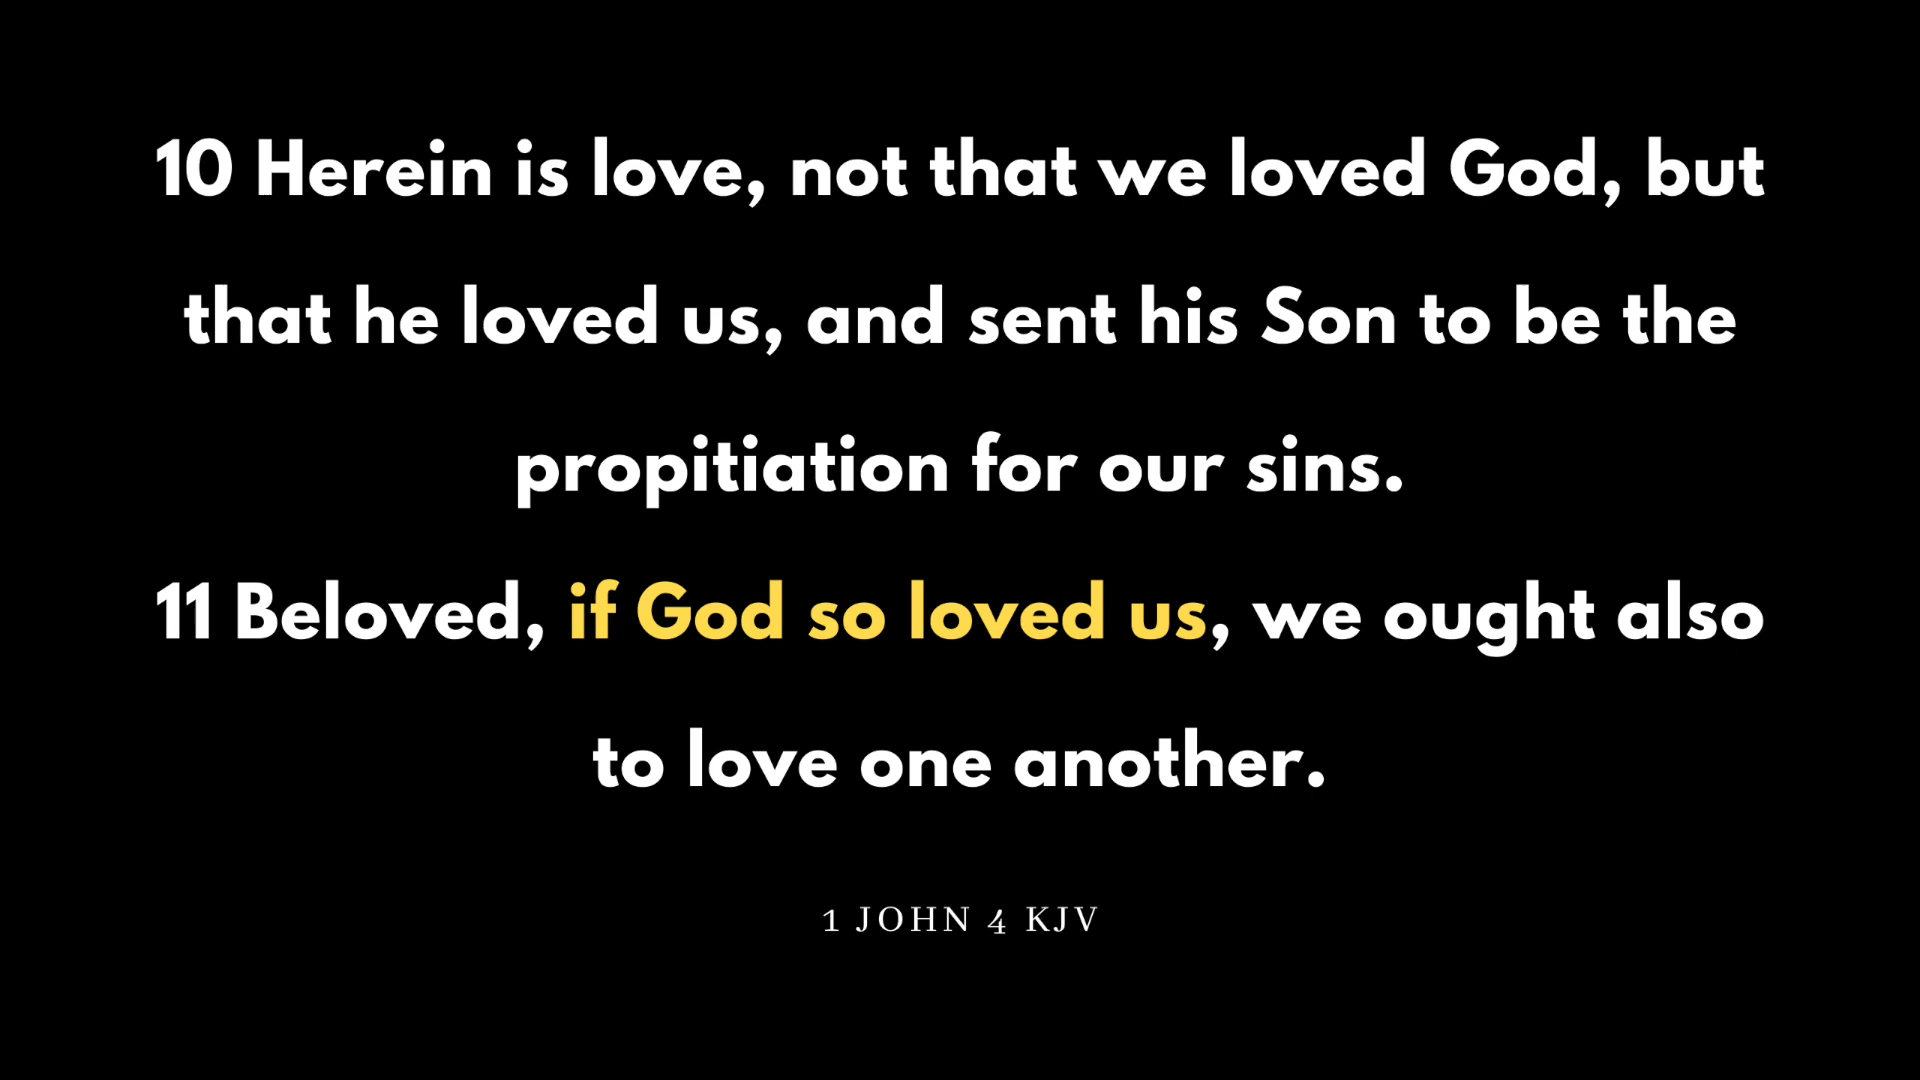 10 Herein is love, not that we loved God, but
that he loved us, and sent his Son to be the
propitiation for our sins.
11 Beloved, if God so loved us, we ought also
to love one another.
1 JOHN 4 KJV